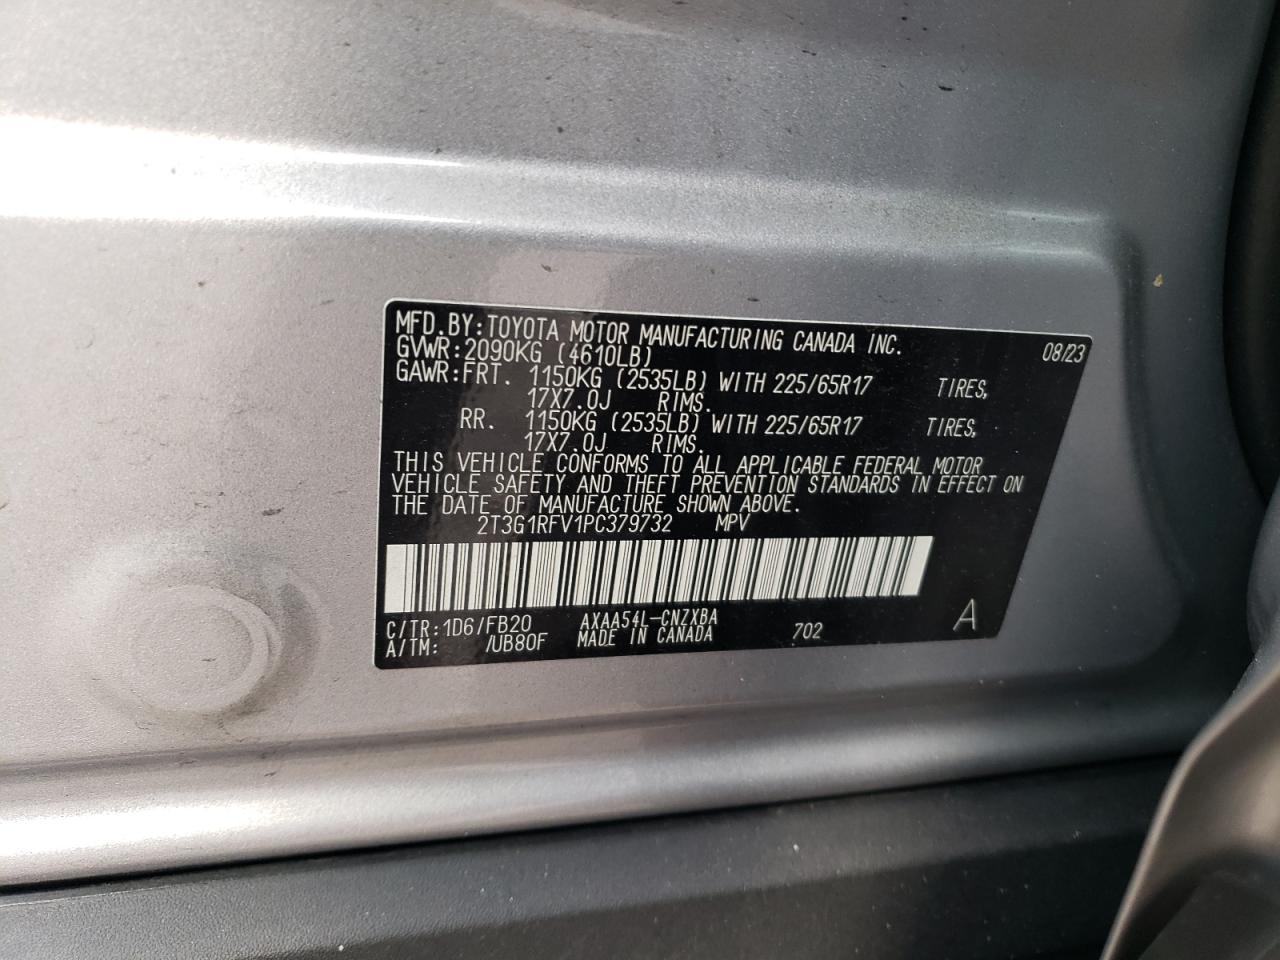 MFD.BY:TOYOTA MOTOR MANUFACTURING CANADA INC. 08/23
GVWR:2090KG (4610LB)
GAWR:FRT. 1150KG (2535LB) WITH 225/65R17 TIRES,
17X7.0J RIMS.
RR. 1150KG (2535LB) WITH 225/65R17 TIRES,
17X7.0J RIMS.
THIS VEHICLE CONFORMS TO ALL APPLICABLE FEDERAL MOTOR
VEHICLE SAFETY AND THEFT PREVENTION STANDARDS IN EFFECT ON
THE DATE OF MANUFACTURE SHOWN ABOVE.
2T3G1RFV1PC379732 MPV
C/TR:1D6/FB20 AXAA54L-CNZXBA
A/TM: /UB80F MADE IN CANADA 702 A